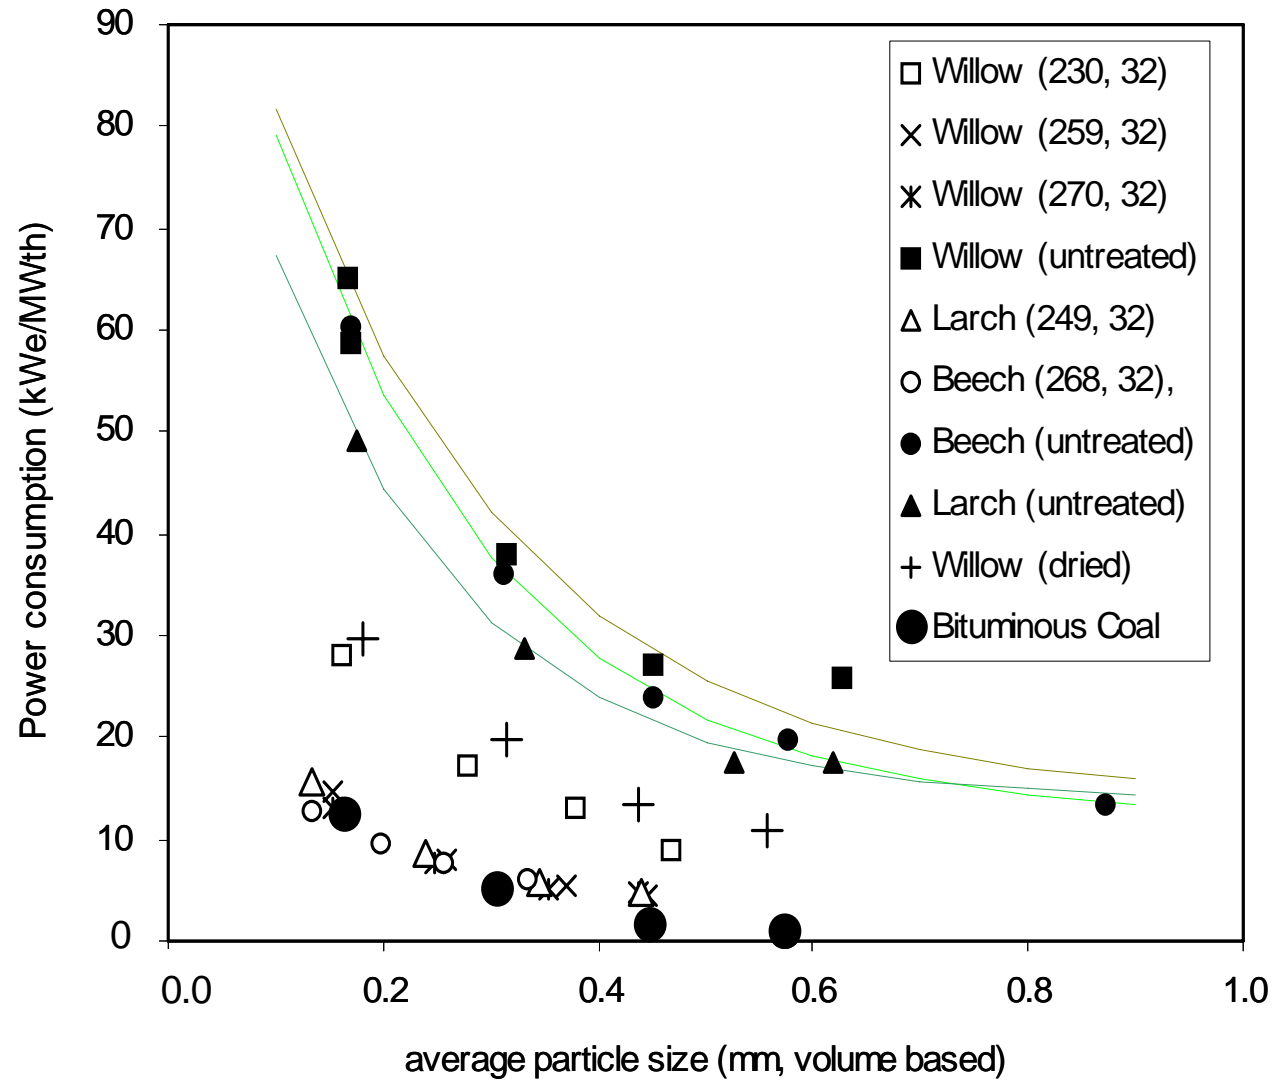 90
80
70
60
50
40
30
20
10
0
Power consumption (kWe/MWth)
Willow (230, 32)
Willow (259, 32)
Willow (270, 32)
Willow (untreated)
Larch (249, 32)
Beech (268, 32),
Beech (untreated)
Larch (untreated)
Willow (dried)
Bituminous Coal
0.0 0.2 0.4 0.6 0.8 1.0
average particle size (mm, volume based)